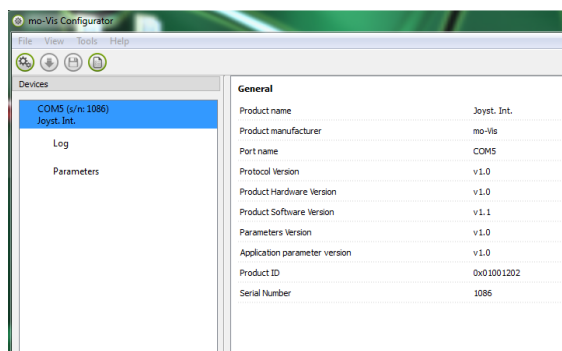 mo-Vis Configurator
File View Tools Help
Devices
COM5 (s/n: 1086)
Joyst. Int.
Log
Parameters
General
Product name Joyst. Int.
Product manufacturer mo-Vis
Port name COM5
Protocol Version v1.0
Product Hardware Version v1.0
Product Software Version v1.1
Parameters Version v1.0
Application parameter version v1.0
Product ID 0x01001202
Serial Number 1086